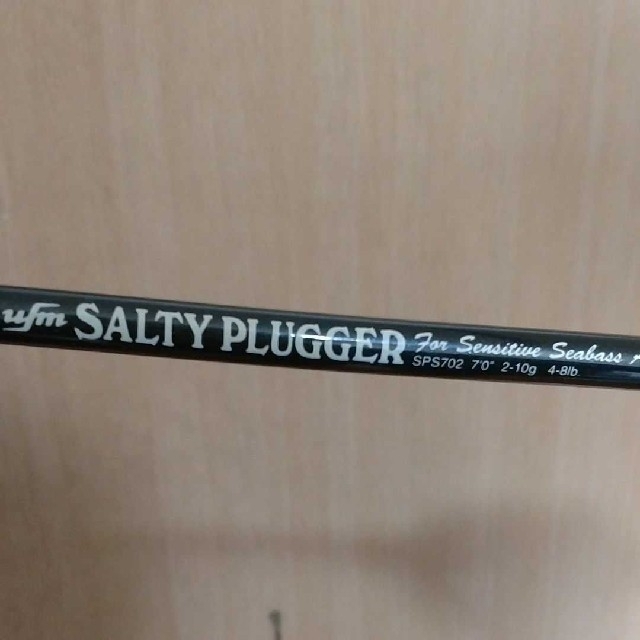 ufm SALTY PLUGGER For Sensitive Seabass
SPS702 7'0" 2-10g 4-8lb.